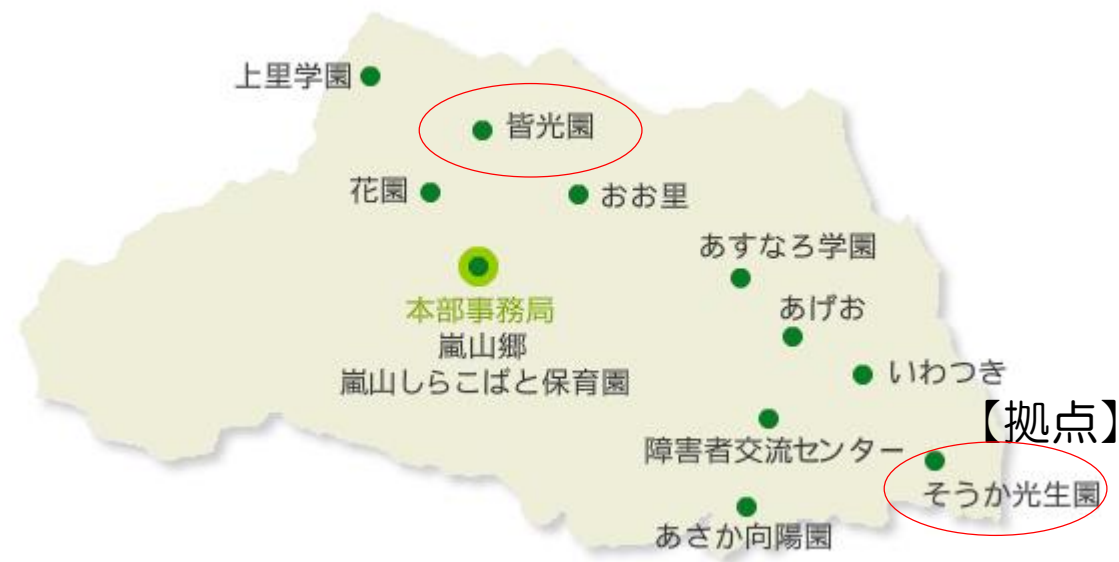 上里学園
皆光園
花園
おお里
あすなろ学園
本部事務局
嵐山郷
嵐山しらこばと保育園
あげお
いわつき
【拠点】
障害者交流センター
そうか光生園
あさか向陽園